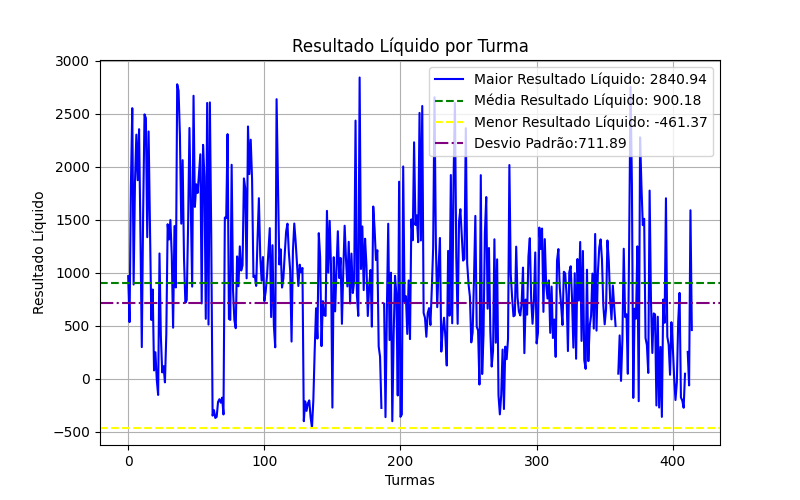 Resultado Líquido por Turma
Maior Resultado Líquido: 2840.94
Média Resultado Líquido: 900.18
Menor Resultado Líquido: -461.37
Desvio Padrão:711.89
3000
2500
2000
1500
1000
500
0
−500
Resultado Líquido
0
100
200
300
400
Turmas